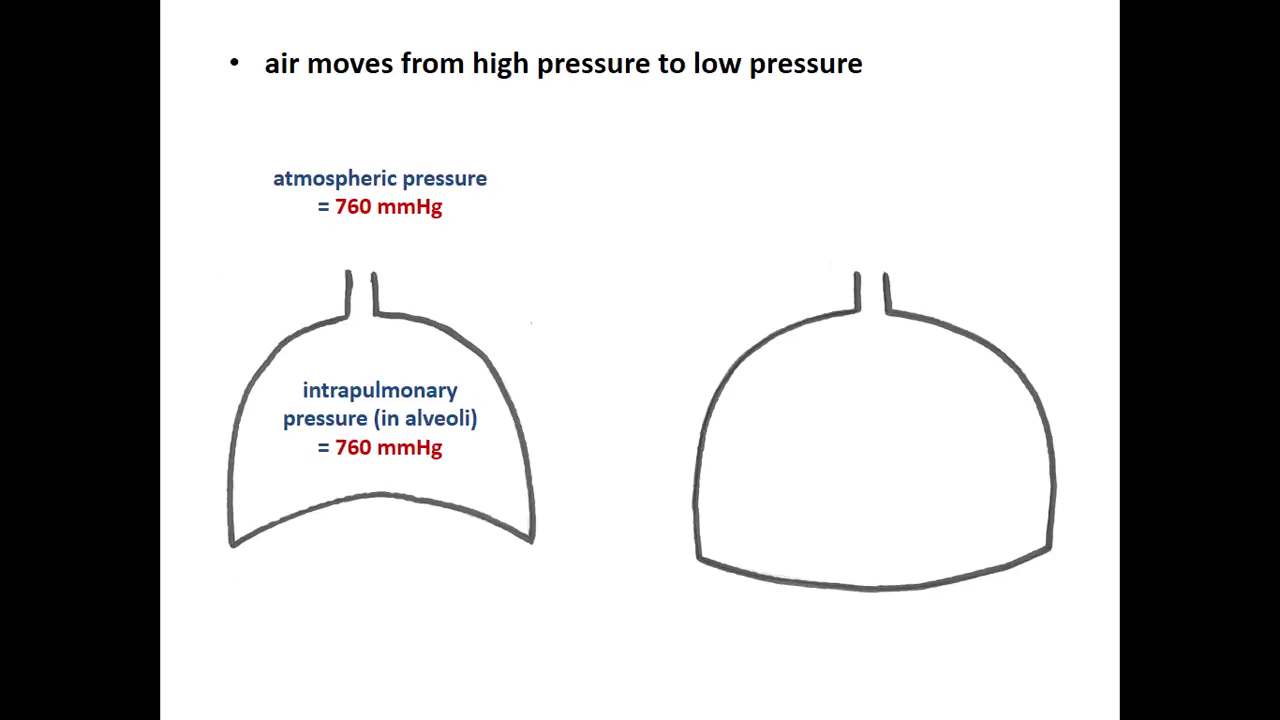 • air moves from high pressure to low pressure
atmospheric pressure
= 760 mmHg
intrapulmonary
pressure (in alveoli)
= 760 mmHg